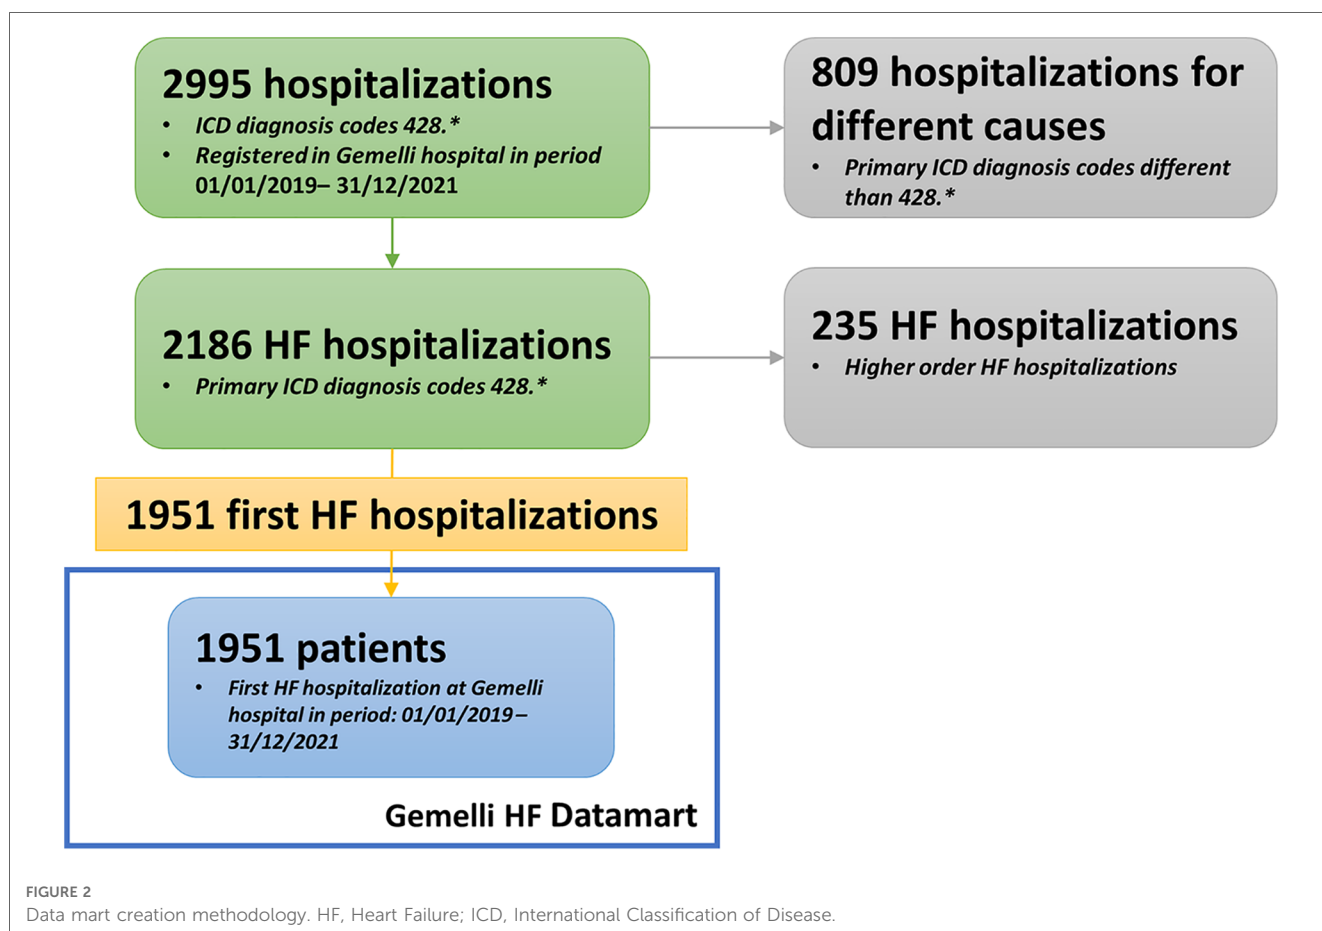 2995 hospitalizations
• ICD diagnosis codes 428.*
• Registered in Gemelli hospital in period
01/01/2019– 31/12/2021
809 hospitalizations for
different causes
• Primary ICD diagnosis codes different
than 428.*
2186 HF hospitalizations
• Primary ICD diagnosis codes 428.*
235 HF hospitalizations
• Higher order HF hospitalizations
1951 first HF hospitalizations
1951 patients
• First HF hospitalization at Gemelli
hospital in period: 01/01/2019–
31/12/2021
Gemelli HF Datamart
FIGURE 2
Data mart creation methodology. HF, Heart Failure; ICD, International Classification of Disease.